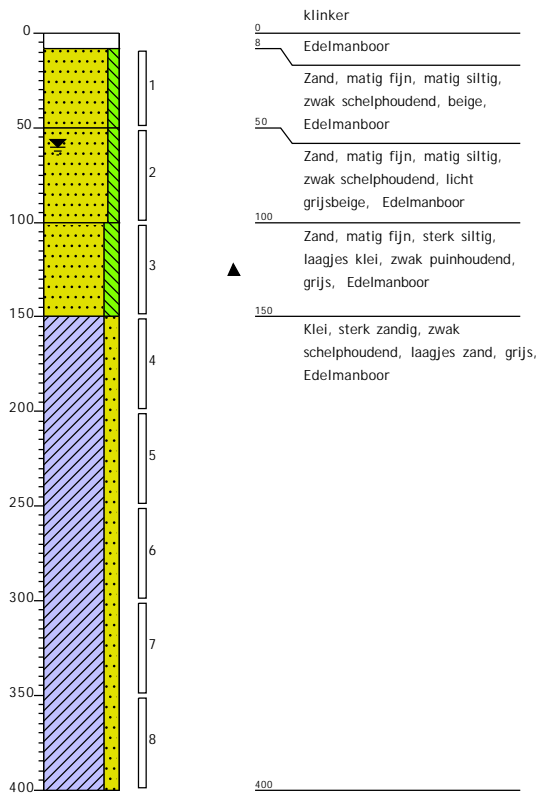 klinker
0
0
8
Edelmanboor
Zand, matig fijn, matig siltig,
zwak schelphoudend, beige,
Edelmanboor
1
50
50
Zand, matig fijn, matig siltig,
zwak schelphoudend, licht
grijsbeige, Edelmanboor
2
100
100
Zand, matig fijn, sterk siltig,
laagjes klei, zwak puinhoudend,
grijs, Edelmanboor
3
150
150
Klei, sterk zandig, zwak
schelphoudend, laagjes zand, grijs,
Edelmanboor
4
200
5
250
6
300
7
350
8
400
400